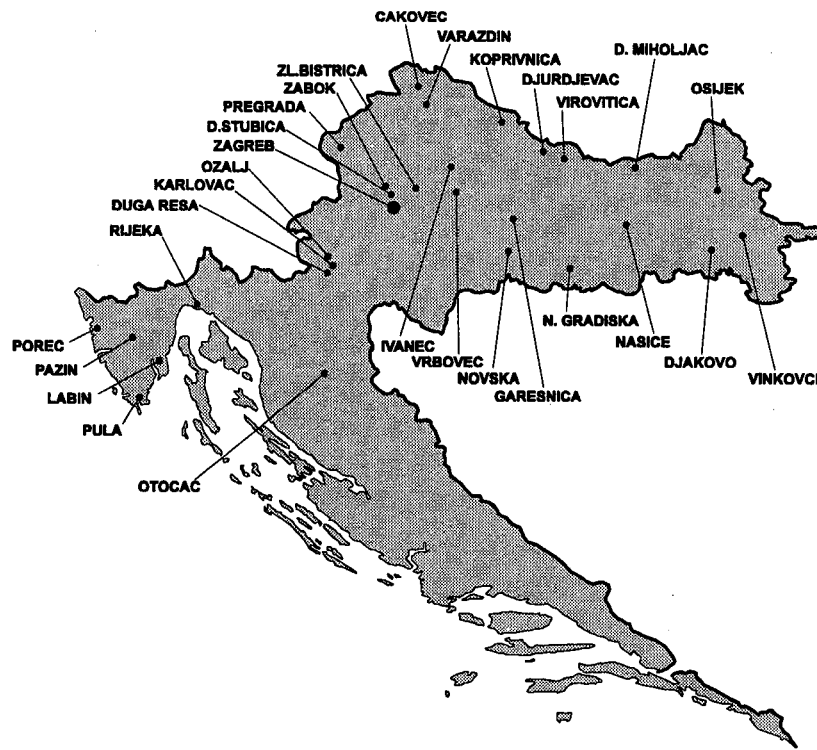 CAKOVEC
VARAZDIN
KOPRIVNICA
D. MIHOLJAC
ZL.BISTRICA
DJURDJEVAC
OSIJEK
ZABOK
VIROVITICA
PREGRADA
D.STUBICA
ZAGREB
OZALJ
KARLOVAC
DUGA RESA
RIJEKA
N. GRADISKA
POREC
IVANEC
NASICE
PAZIN
VRBOVEC
DJAKOVO
NOVSKA
VINKOVCI
LABIN
GARESNICA
PULA
OTOCAC